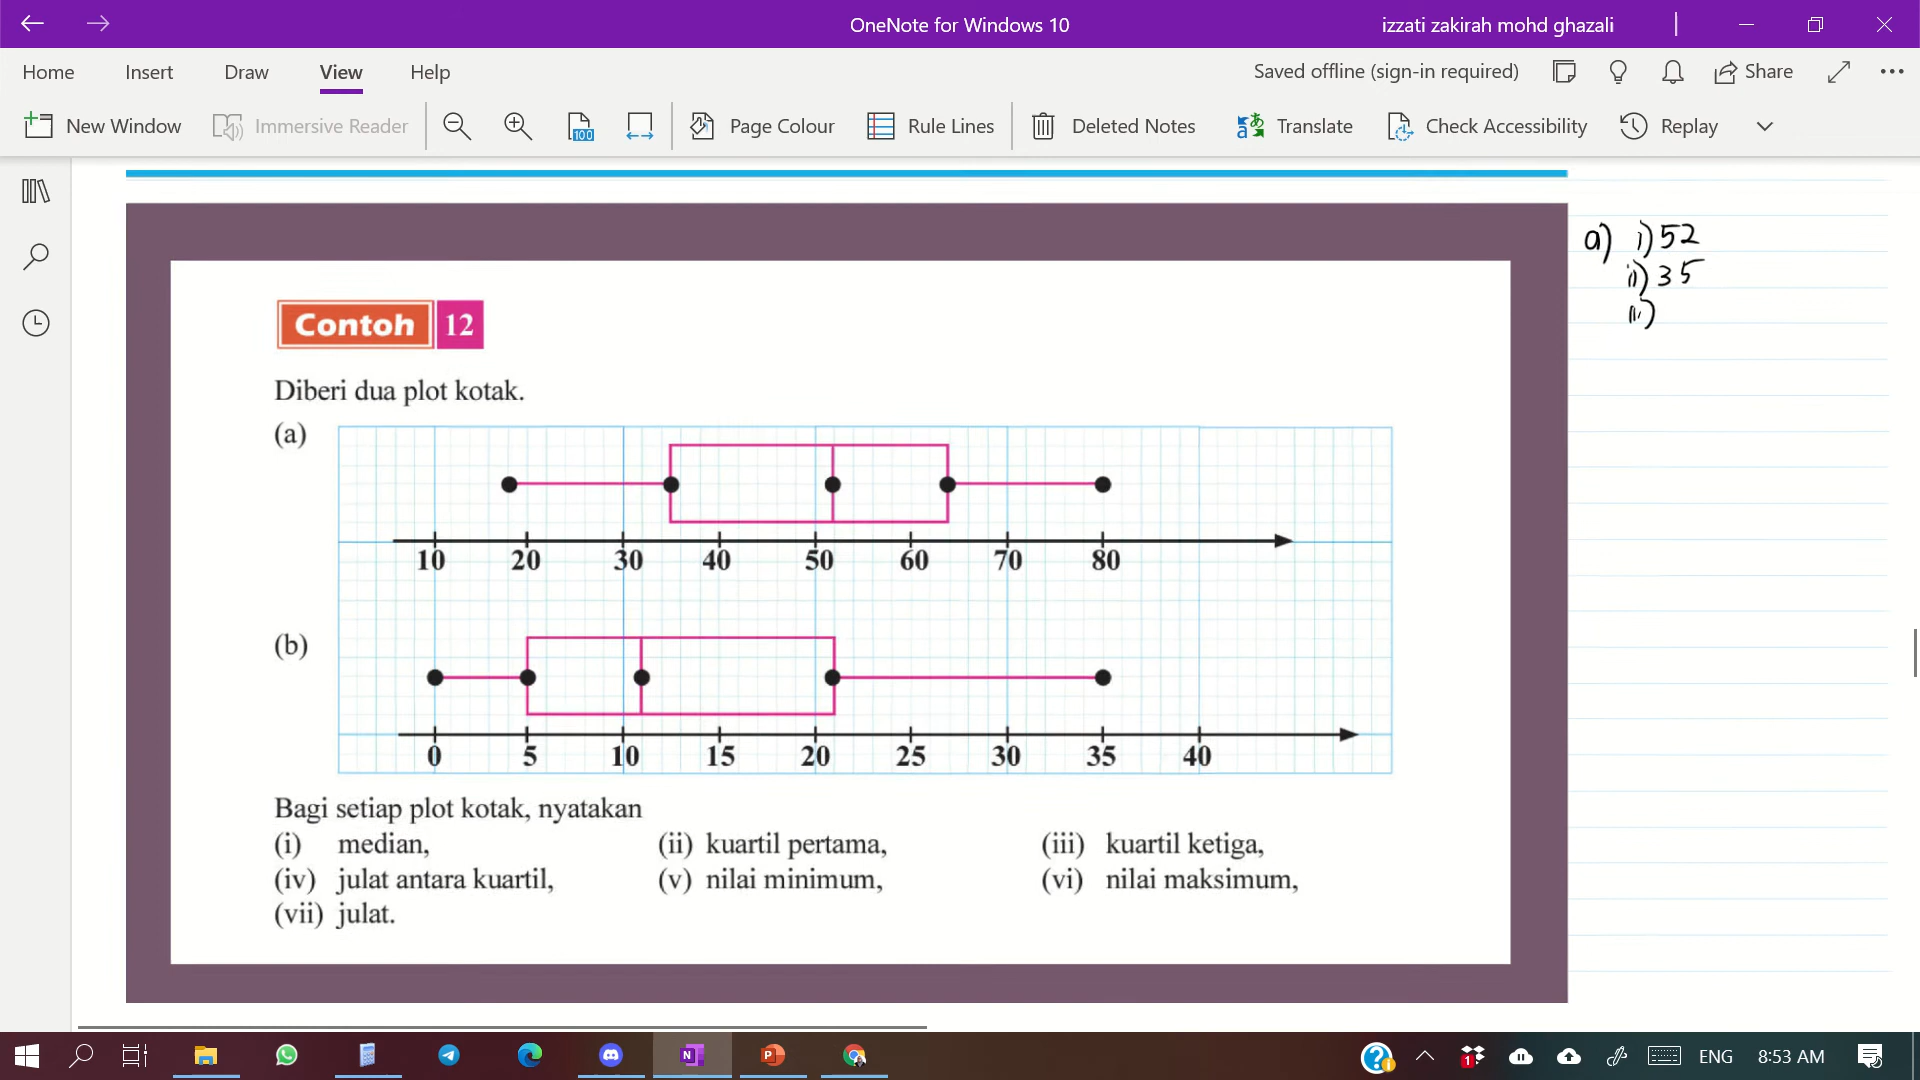 OneNote for Windows 10
izzati zakirah mohd ghazali
Home Insert Draw View Help
Saved offline (sign-in required) Share
New Window Immersive Reader 100 Page Colour Rule Lines Deleted Notes Translate Check Accessibility Replay
a) i) 52
ii) 35
iii)
Contoh 12
Diberi dua plot kotak.
(a)
10 20 30 40 50 60 70 80
(b)
0 5 10 15 20 25 30 35 40
Bagi setiap plot kotak, nyatakan
(i) median, (ii) kuartil pertama, (iii) kuartil ketiga,
(iv) julat antara kuartil, (v) nilai minimum, (vi) nilai maksimum,
(vii) julat.
ENG 8:53 AM